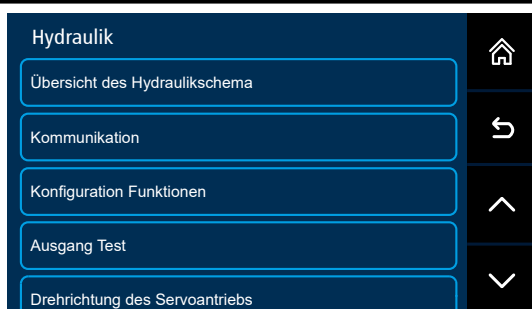 Hydraulik
Übersicht des Hydraulikschema
Kommunikation
Konfiguration Funktionen
Ausgang Test
Drehrichtung des Servoantriebs